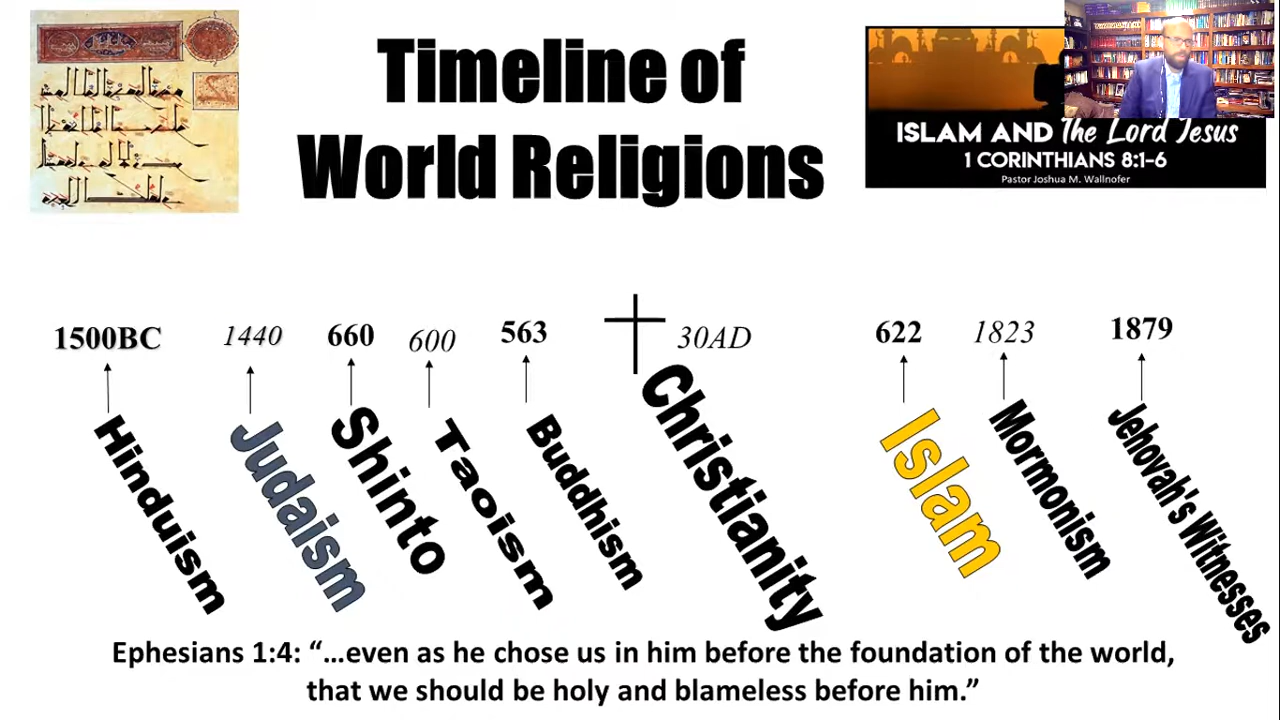 Timeline of
World Religions
ISLAM AND The Lord Jesus
1 CORINTHIANS 8:1-6
Pastor Joshua M. Wallnofer
1500BC
1440
660
600
563
30AD
622
1823
1879
Hinduism
Judaism
Shinto
Taoism
Buddhism
Christianity
Islam
Mormonism
Jehovah's Witnesses
Ephesians 1:4: “…even as he chose us in him before the foundation of the world,
that we should be holy and blameless before him.”